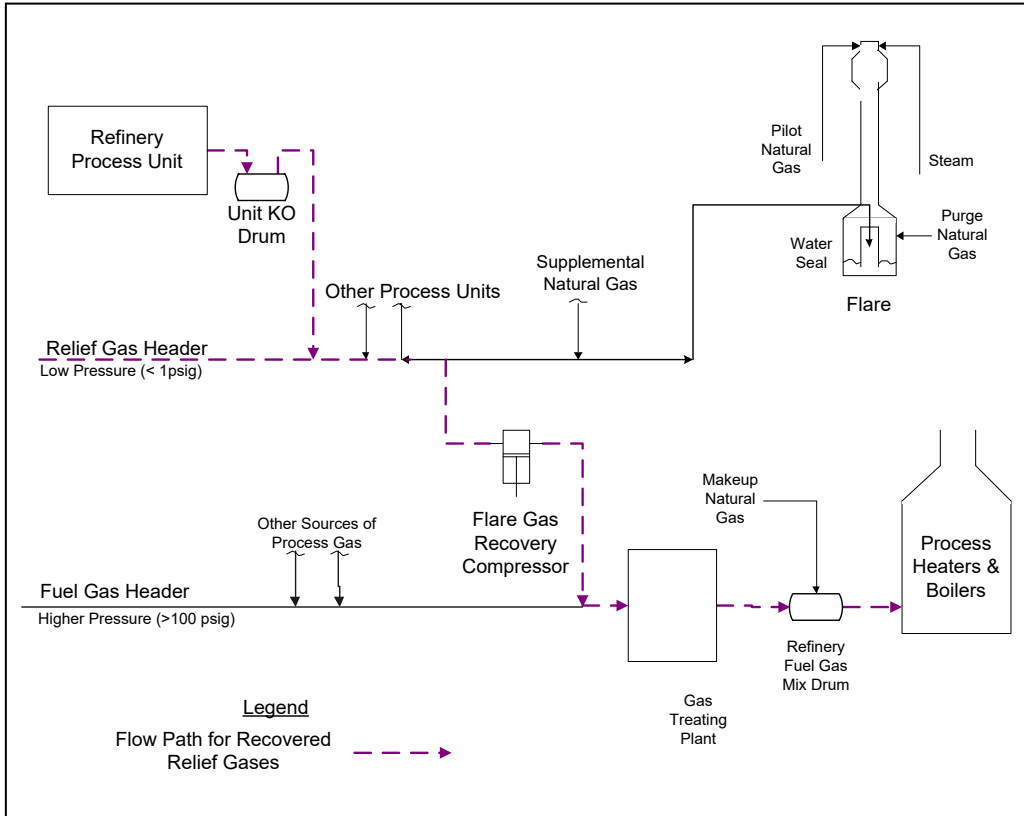 Refinery
Process Unit
Unit KO
Drum
Pilot
Natural
Gas
Steam
Water
Seal
Purge
Natural
Gas
Flare
Other Process Units
Supplemental
Natural Gas
Relief Gas Header
Low Pressure (< 1psig)
Flare Gas
Recovery
Compressor
Other Sources of
Process Gas
Makeup
Natural
Gas
Process
Heaters &
Boilers
Fuel Gas Header
Higher Pressure (>100 psig)
Refinery
Fuel Gas
Mix Drum
Gas
Treating
Plant
Legend
Flow Path for Recovered
Relief Gases